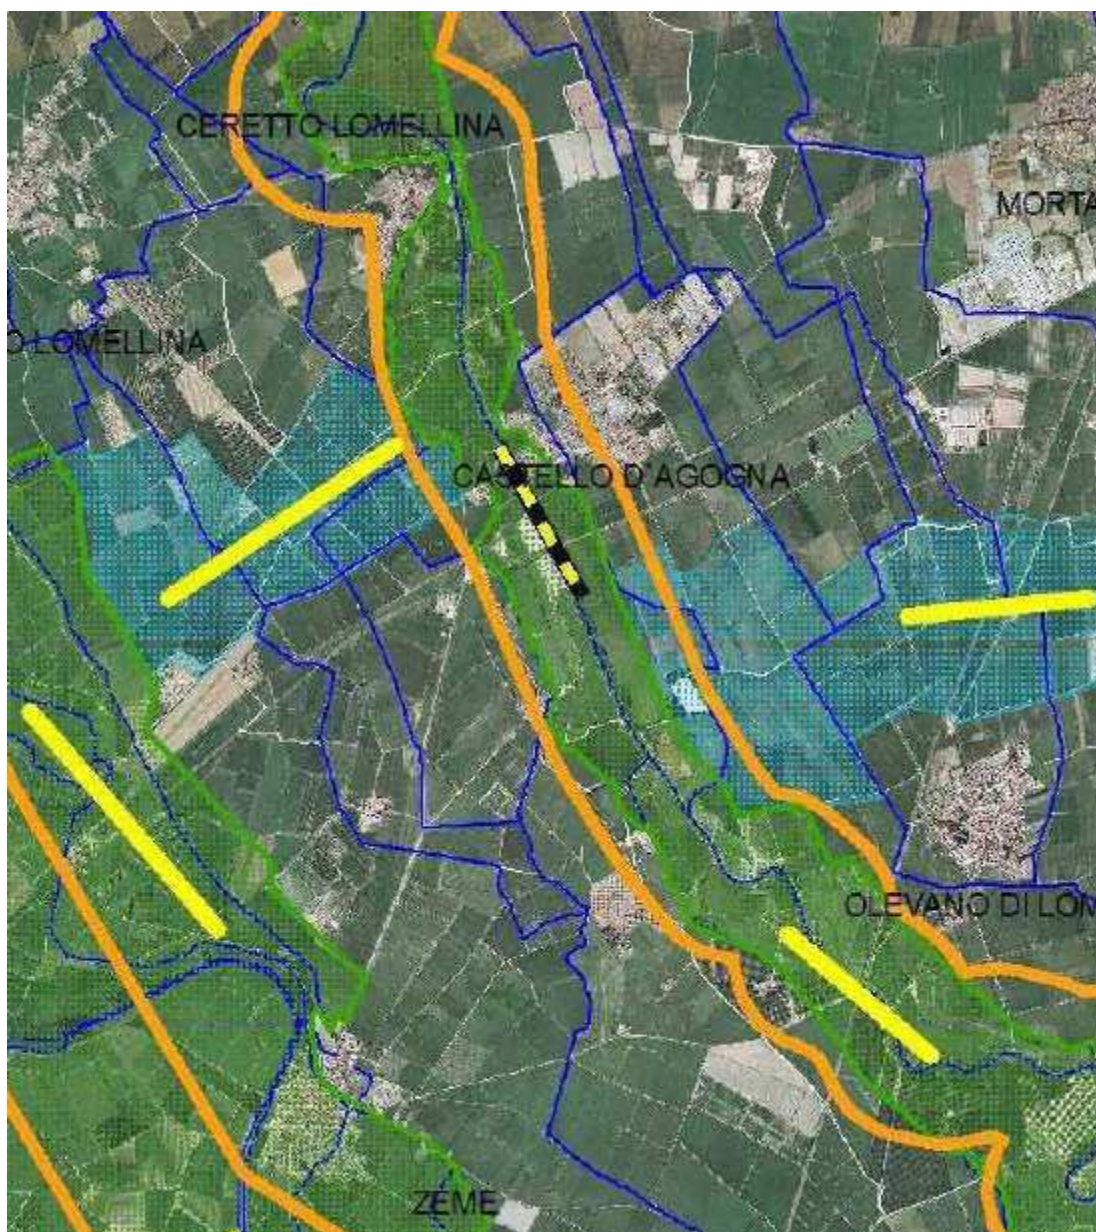 CERETTO LOMELLINA
MORTA
O LOMELLINA
CASTELLO D'AGOGNA
OLEVANO DI LOM
ZEME